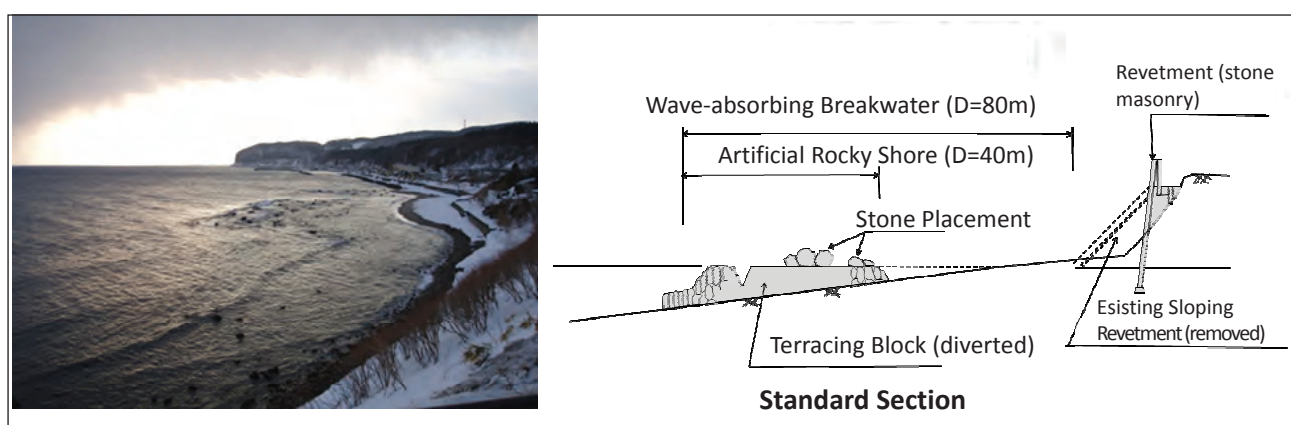 Revetment (stone
masonry)
Wave-absorbing Breakwater (D=80m)
Artificial Rocky Shore (D=40m)
Stone Placement
Esisting Sloping
Revetment (removed)
Terracing Block (diverted)
Standard Section